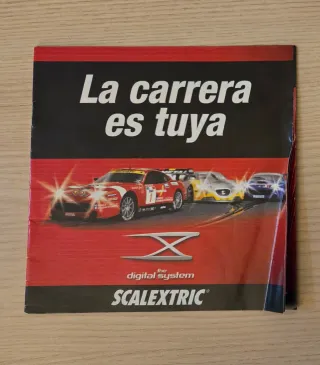 La carrera
es tuya
the
digital system
SCALEXTRIC®